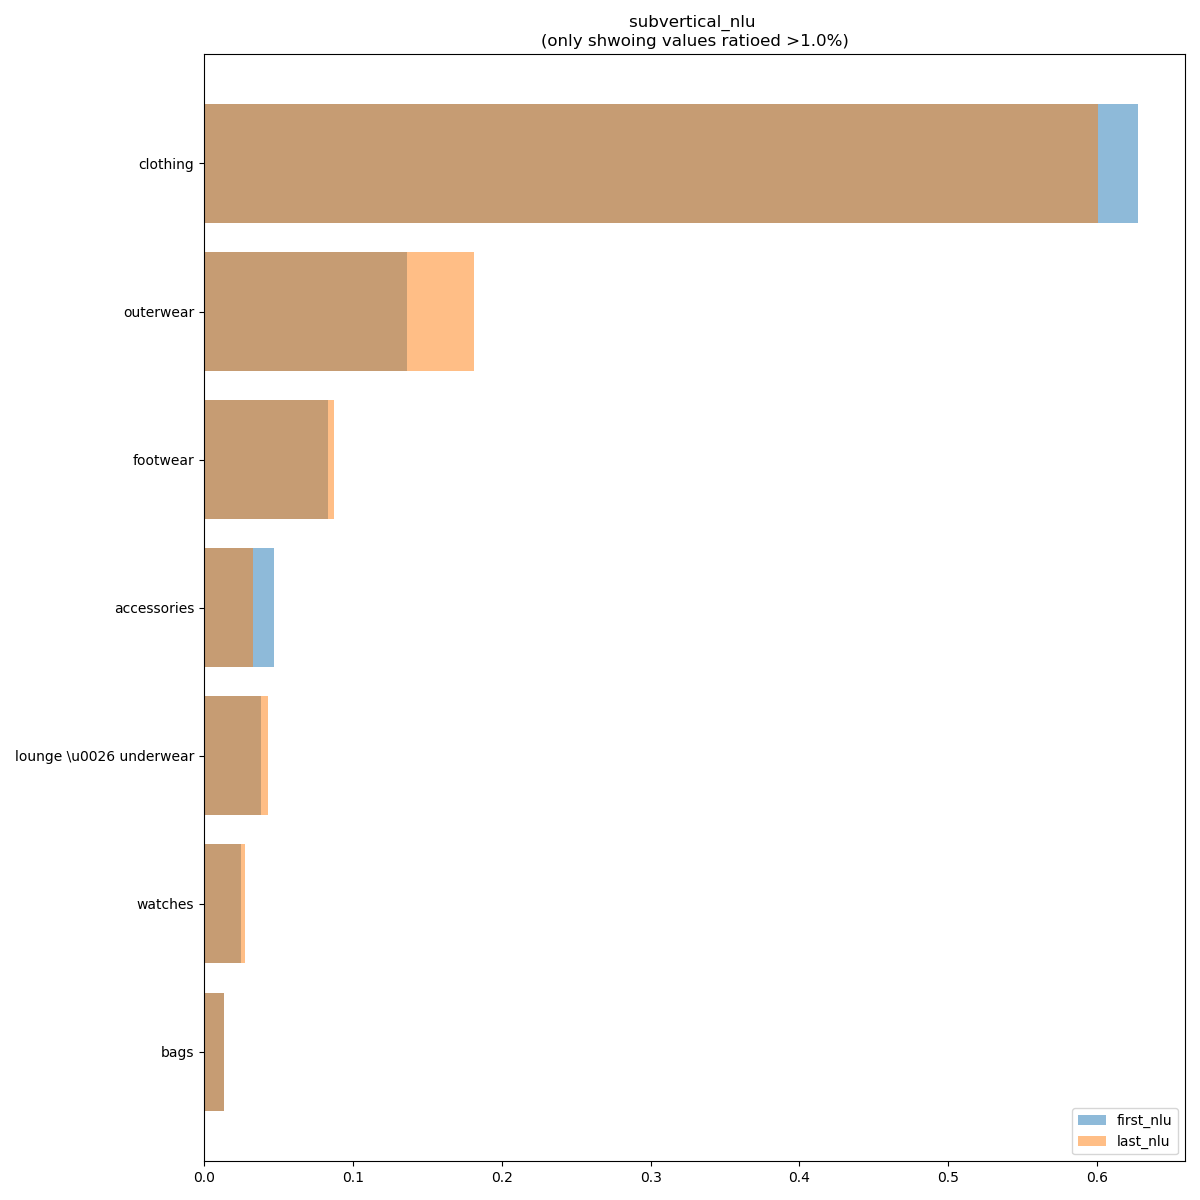 subvertical_nlu
(only shwoing values ratioed >1.0%)
clothing
outerwear
footwear
accessories
lounge \u0026 underwear
watches
bags
first_nlu
last_nlu
0.0 0.1 0.2 0.3 0.4 0.5 0.6